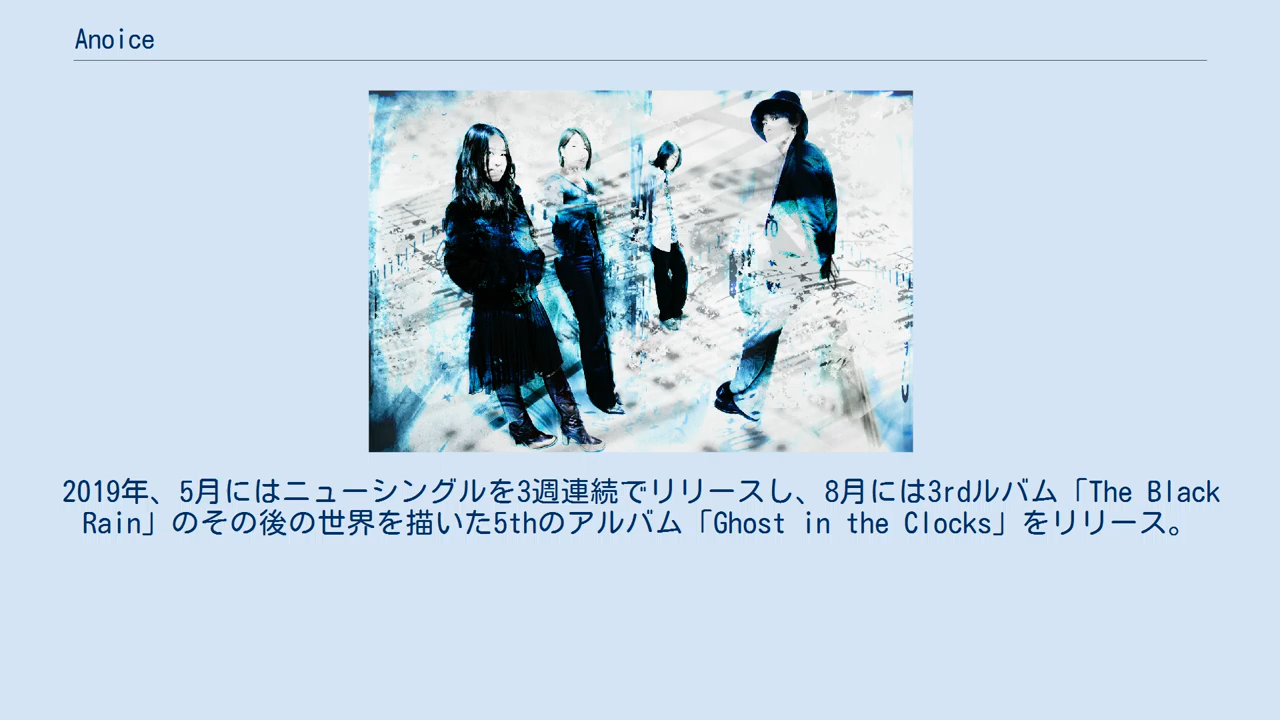 Anoice
2019年、5月にはニューシングルを3週連続でリリースし、8月には3rdルバム「The Black
Rain」のその後の世界を描いた5thのアルバム「Ghost in the Clocks」をリリース。